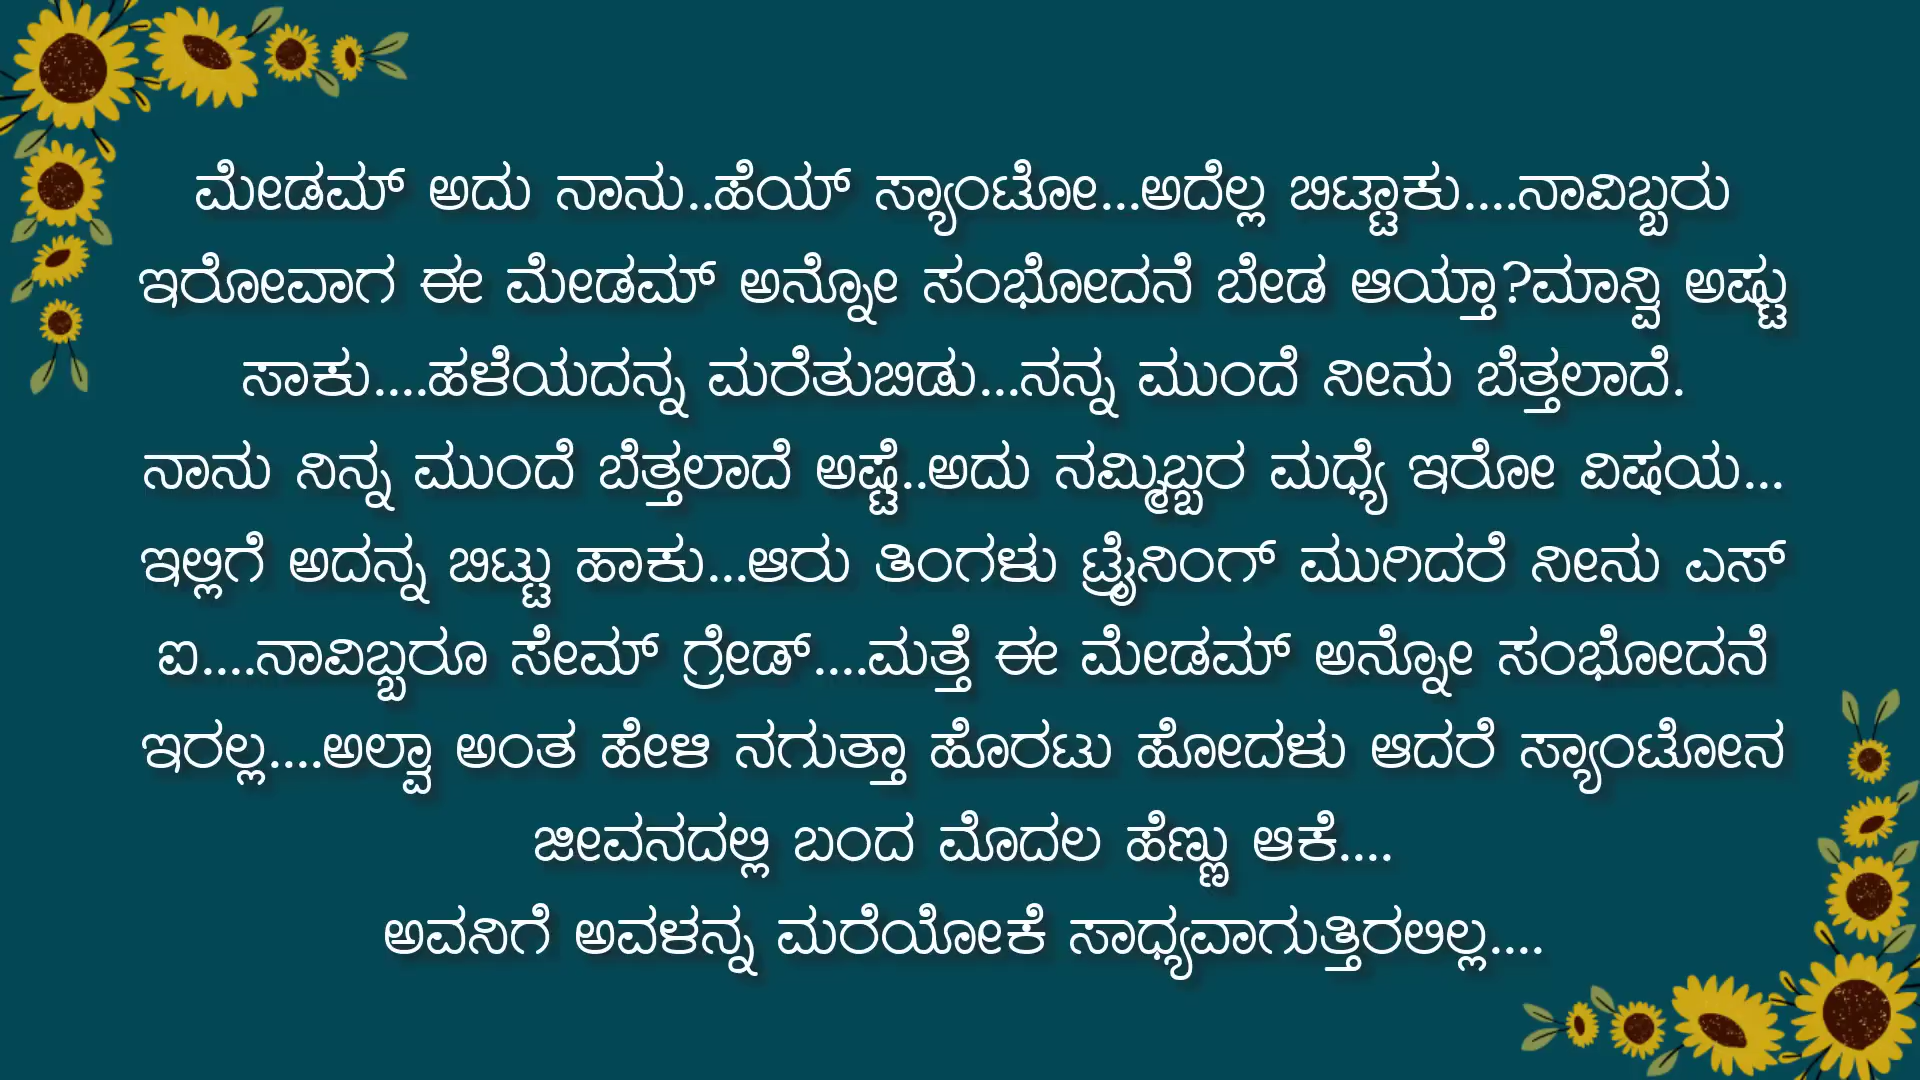 ಮೇಡಮ್ ಅದು ನಾನು..ಹೆಯ್ ಸ್ಯಾಂಟೋ...ಅದೆಲ್ಲ ಬಿಟ್ಟಾಕು....ನಾವಿಬ್ಬರು
ಇರೋವಾಗ ಈ ಮೇಡಮ್ ಅನ್ನೋ ಸಂಭೋದನೆ ಬೇಡ ಆಯ್ತಾ?ಮಾನ್ವಿ ಅಷ್ಟು
ಸಾಕು....ಹಳೆಯದನ್ನ ಮರೆತುಬಿಡು...ನನ್ನ ಮುಂದೆ ನೀನು ಬೆತ್ತಲಾದೆ.
ನಾನು ನಿನ್ನ ಮುಂದೆ ಬೆತ್ತಲಾದೆ ಅಷ್ಟೆ..ಅದು ನಮ್ಮಿಬ್ಬರ ಮಧ್ಯೆ ಇರೋ ವಿಷಯ...
ಇಲ್ಲಿಗೆ ಅದನ್ನ ಬಿಟ್ಟು ಹಾಕು...ಆರು ತಿಂಗಳು ಟ್ರೈನಿಂಗ್ ಮುಗಿದರೆ ನೀನು ಎಸ್
ಐ....ನಾವಿಬ್ಬರೂ ಸೇಮ್ ಗ್ರೇಡ್....ಮತ್ತೆ ಈ ಮೇಡಮ್ ಅನ್ನೋ ಸಂಭೋದನೆ
ಇರಲ್ಲ....ಅಲ್ವಾ ಅಂತ ಹೇಳಿ ನಗುತ್ತಾ ಹೊರಟು ಹೋದಳು ಆದರೆ ಸ್ಯಾಂಟೋನ
ಜೀವನದಲ್ಲಿ ಬಂದ ಮೊದಲ ಹೆಣ್ಣು ಆಕೆ....
ಅವನಿಗೆ ಅವಳನ್ನ ಮರೆಯೋಕೆ ಸಾಧ್ಯವಾಗುತ್ತಿರಲಿಲ್ಲ....